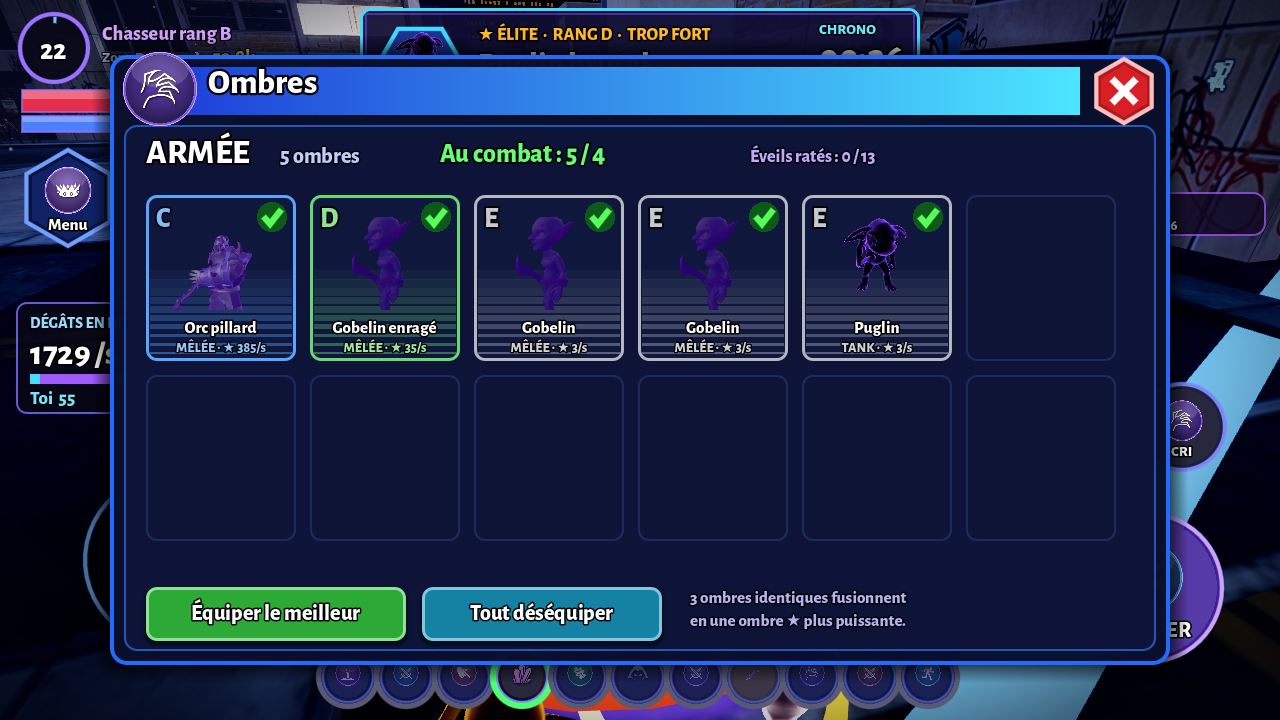 22
Chasseur rang B
★ ÉLITE · RANG D · TROP FORT
CHRONO
Ombres
Menu
ARMÉE
5 ombres
Au combat : 5 / 4
Éveils ratés : 0 / 13
C
D
E
E
E
Orc pillard
MÊLÉE · ★ 385/s
Gobelin enragé
MÊLÉE · ★ 35/s
Gobelin
MÊLÉE · ★ 3/s
Gobelin
MÊLÉE · ★ 3/s
Puglin
TANK · ★ 3/s
DÉGÂTS EN
1729 /s
Toi 55
CRI
ER
Équiper le meilleur
Tout déséquiper
3 ombres identiques fusionnent
en une ombre ★ plus puissante.